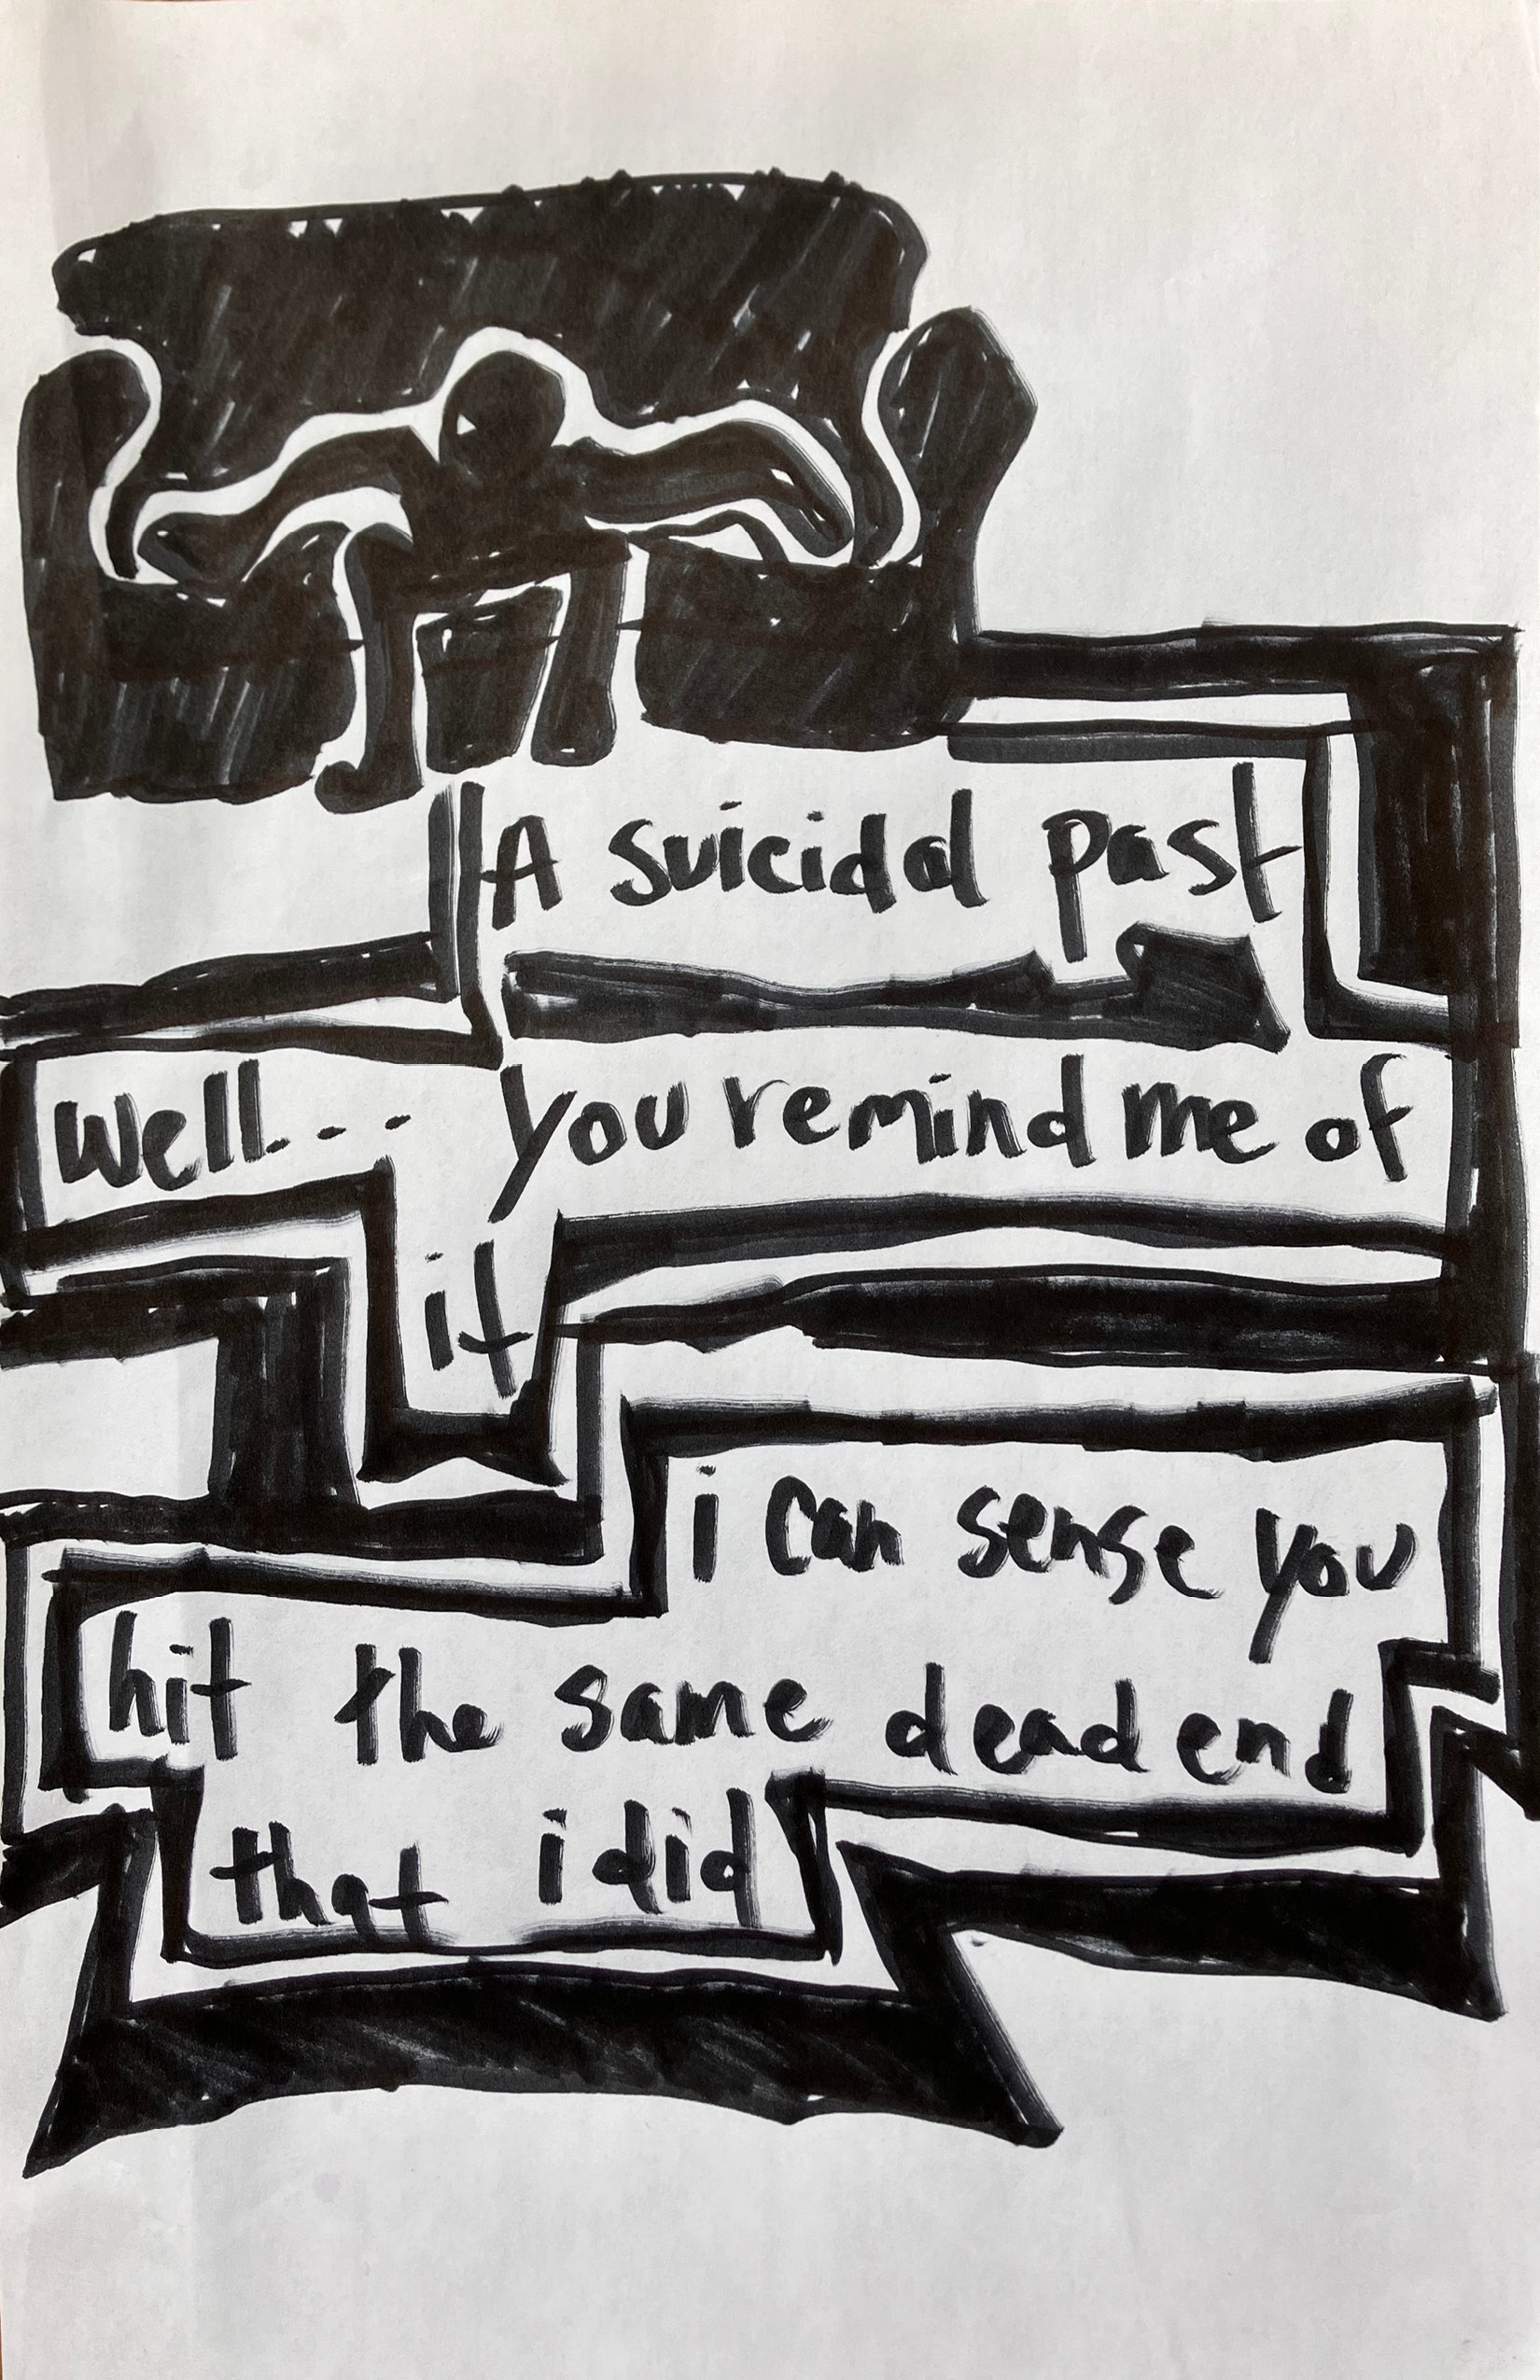 A suicidal past
Well... you remind me of
it
i can sense you
hit the same dead end
that i did